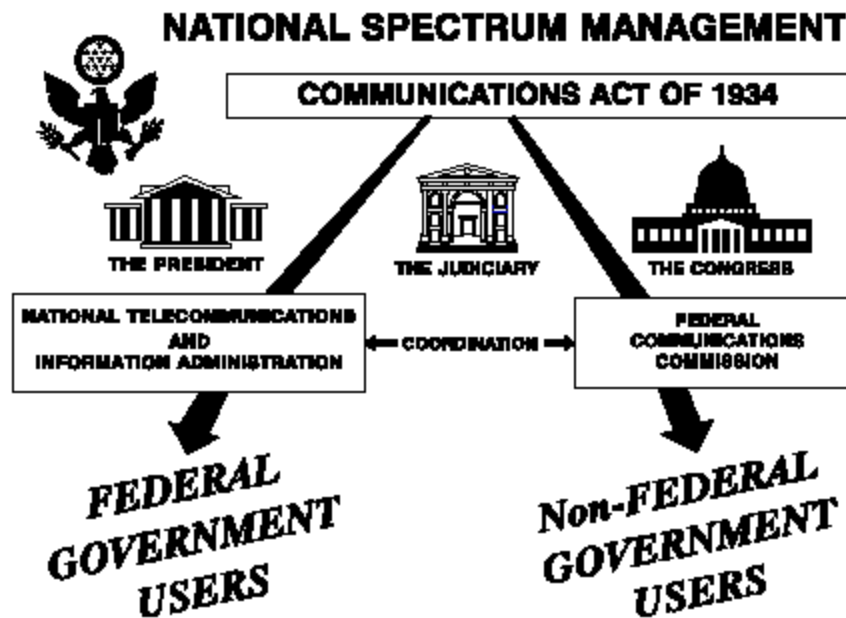 NATIONAL SPECTRUM MANAGEMENT
COMMUNICATIONS ACT OF 1934
THE PRESIDENT
THE JUDICIARY
THE CONGRESS
NATIONAL TELECOMMUNICATIONS
AND
INFORMATION ADMINISTRATION
COORDINATION
FEDERAL
COMMUNICATIONS
COMMISSION
FEDERAL
GOVERNMENT
USERS
Non-FEDERAL
GOVERNMENT
USERS